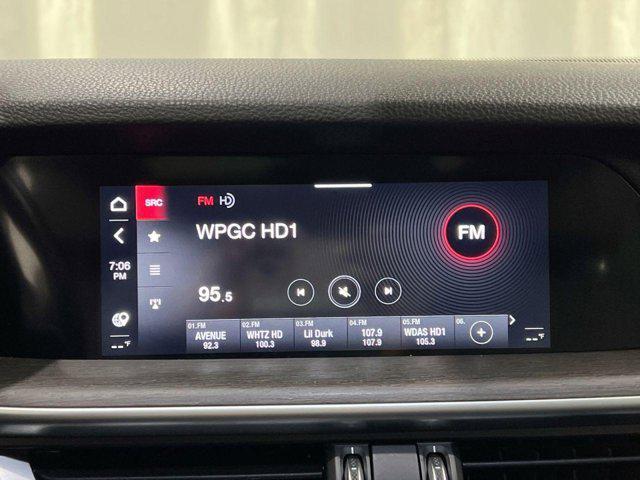 SRC
FM HD
WPGC HD1
FM
7:06
PM
95.5
01.FM
AVENUE
92.3
02.FM
WHTZ HD
100.3
03.FM
Lil Durk
98.9
04.FM
107.9
107.9
05.FM
WDAS HD1
105.3
06.
+
-- °F
-- °F